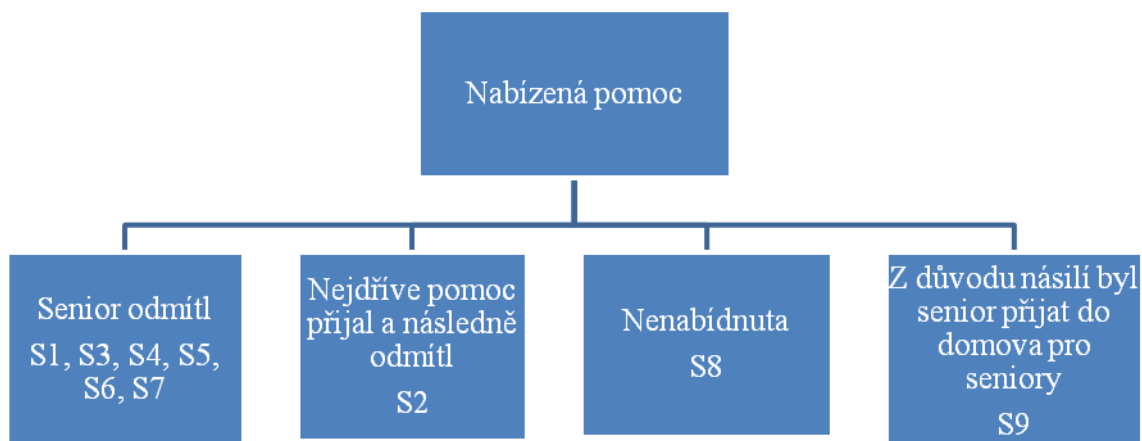 Nabízená pomoc
Senior odmítl
S1, S3, S4, S5,
S6, S7
Nejdříve pomoc
přijal a následně
odmítl
S2
Nenabídnuta
S8
Z důvodu násilí byl
senior přijat do
domova pro
seniory
S9